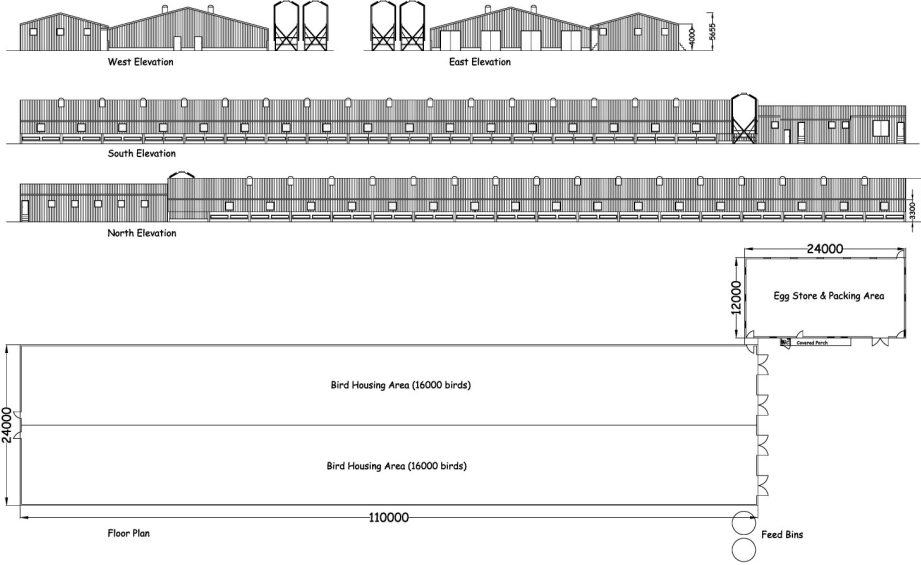 West Elevation
East Elevation
4000
5655
South Elevation
North Elevation
3300
24000
12000
Egg Store & Packing Area
Covered Porch
24000
Bird Housing Area (16000 birds)
Bird Housing Area (16000 birds)
110000
Floor Plan
Feed Bins